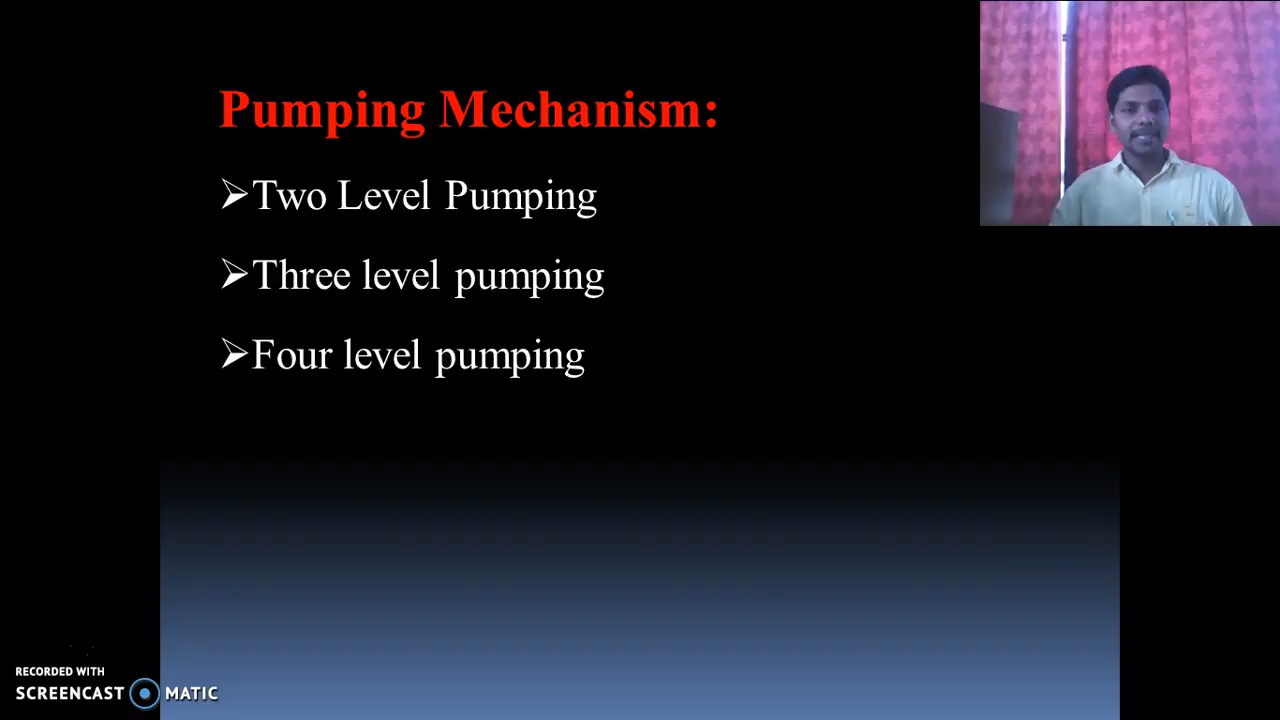 Pumping Mechanism:
➢Two Level Pumping
➢Three level pumping
➢Four level pumping
RECORDED WITH
SCREENCAST MATIC